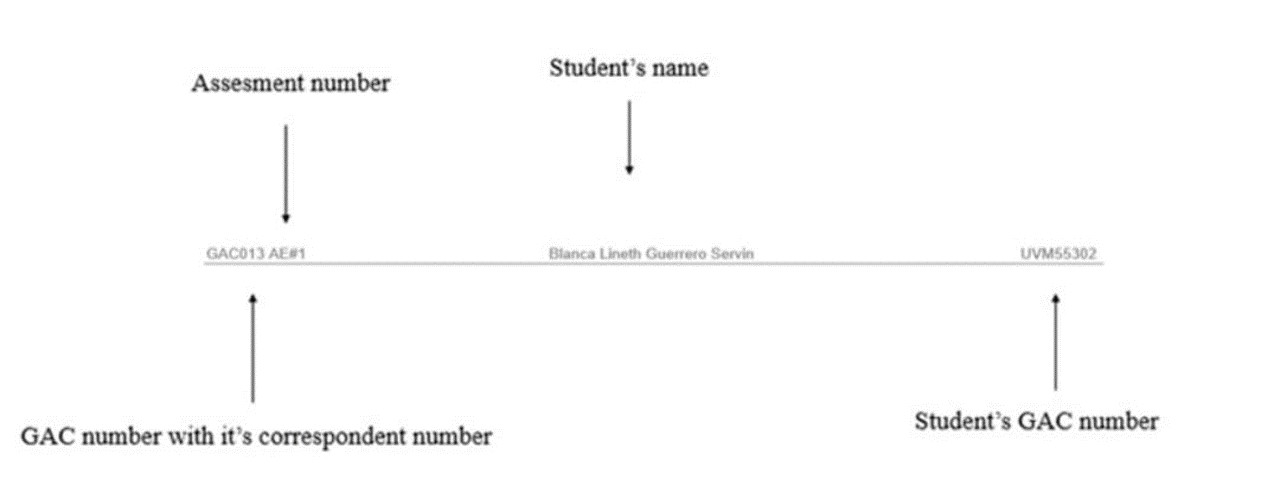 Student's name
Assesment number
GAC013 AE#1 Blanca Lineth Guerrero Servin UVM55302
Student's GAC number
GAC number with it's correspondent number